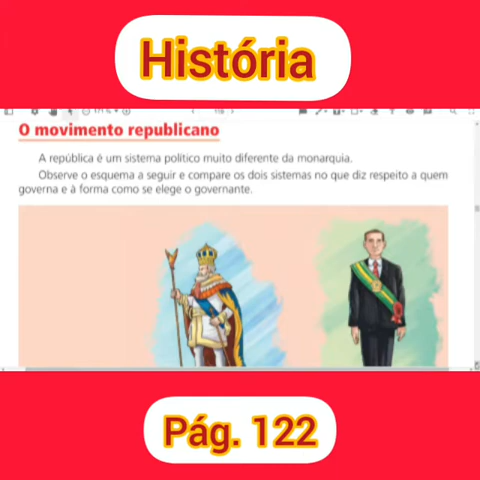 História
O movimento republicano
A república é um sistema político muito diferente da monarquia.
Observe o esquema a seguir e compare os dois sistemas no que diz respeito a quem
governa e à forma como se elege o governante.
Pág. 122